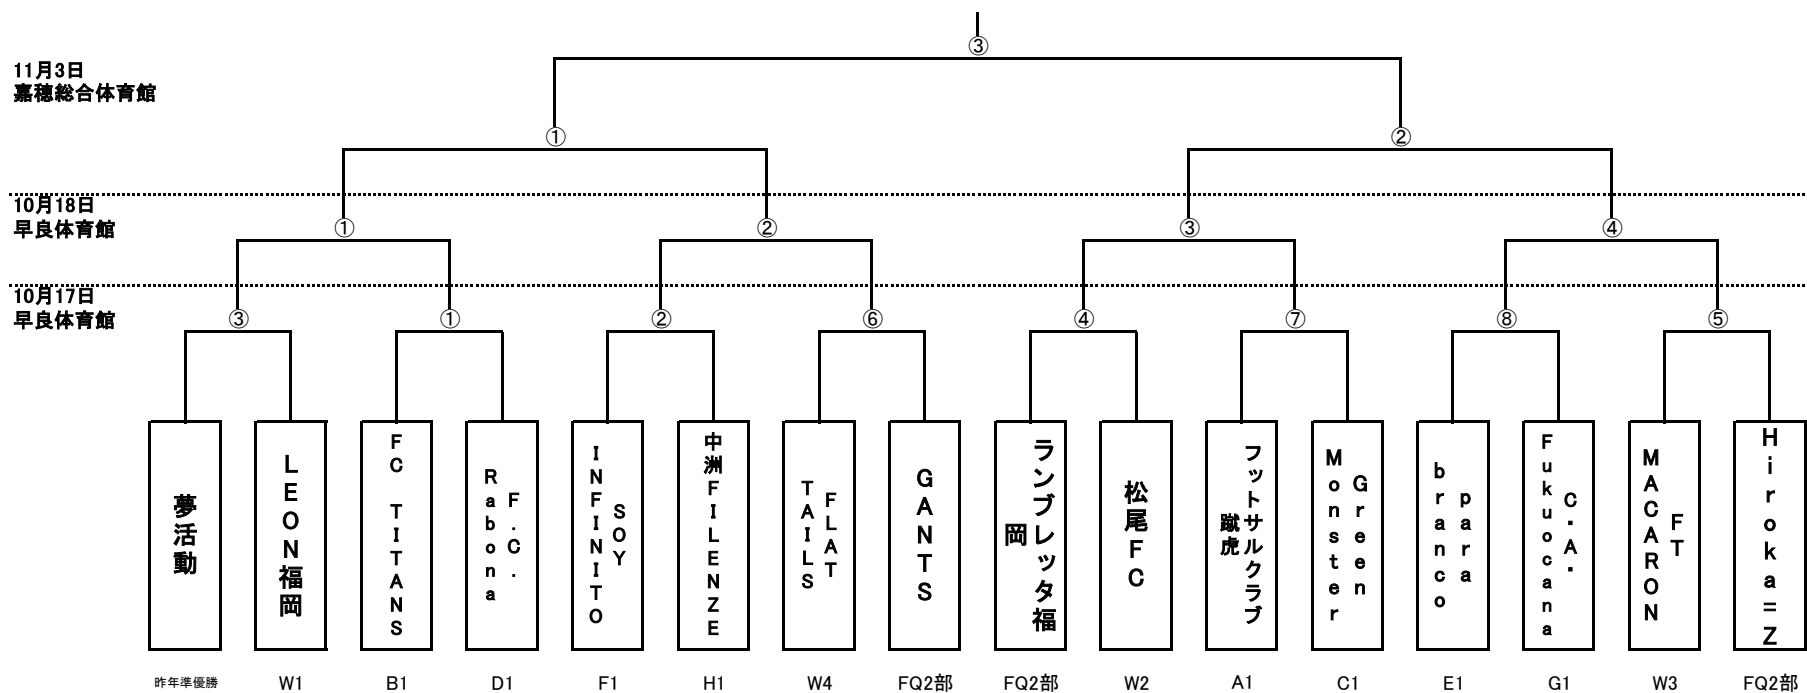 ③
11月3日
嘉穂総合体育館
①
②
10月18日
早良体育館
①
②
③
④
10月17日
早良体育館
③
①
②
⑥
④
⑦
⑧
⑤
夢活動
LEON福岡
FC TITANS
F.C.
Rabona
SOY
INFINITO
中洲FILENZE
FLAT
TAILS
GANTS
ランブレッタ福
岡
松尾FC
フットサルクラブ
蹴虎
Green
Monster
para
branco
C.A.
Fukuocana
FT
MACARON
Hiroka=Z
昨年準優勝
W1
B1
D1
F1
H1
W4
FQ2部
FQ2部
W2
A1
C1
E1
G1
W3
FQ2部